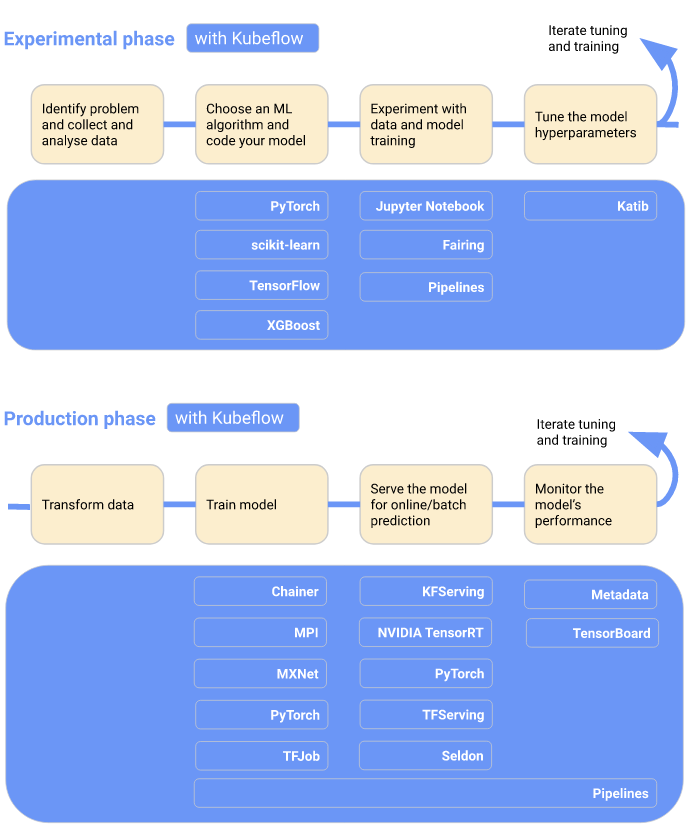 Experimental phase
with Kubeflow
Iterate tuning
and training
Identify problem
and collect and
analyse data
Choose an ML
algorithm and
code your model
Experiment with
data and model
training
Tune the model
hyperparameters
PyTorch
scikit-learn
TensorFlow
XGBoost
Jupyter Notebook
Fairing
Pipelines
Katib
Production phase
with Kubeflow
Iterate tuning
and training
Transform data
Train model
Serve the model
for online/batch
prediction
Monitor the
model's
performance
Chainer
MPI
MXNet
PyTorch
TFJob
KFServing
NVIDIA TensorRT
PyTorch
TFServing
Seldon
Metadata
TensorBoard
Pipelines